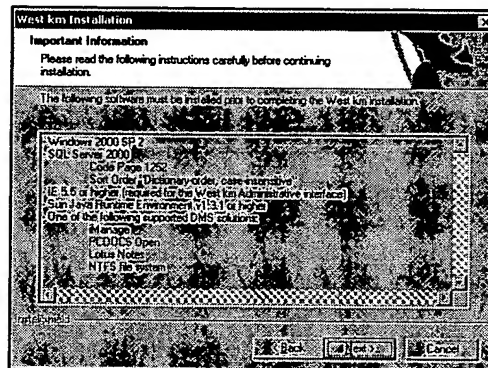 West km Installation
Important Information
Please read the following instructions carefully before continuing
installation.
The following software must be installed prior to completing the West km installation.
Windows 2000 SP 2
SQL Server 2000
Code Page 1252
Sort Order "Dictionary order, case-insensitive"
IE 5.5 or higher (required for the West km Administrative interface)
Sun Java Runtime Environment v1.3.1 or higher
One of the following supported DMS solutions:
iManage
PCDOCS Open
Lotus Notes
NTFS file system
InstallShield
< Back
Next >
Cancel